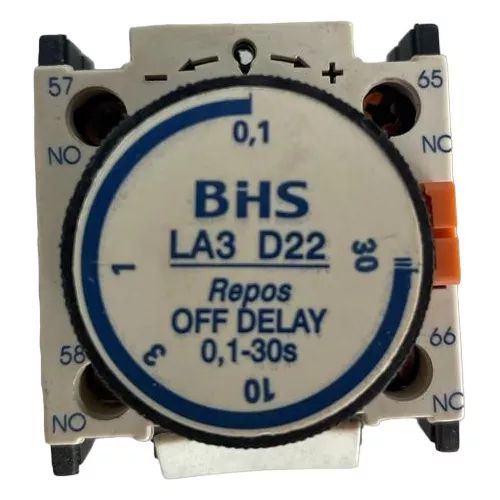 57
65
- +
NO
NO
0,1
BHS
LA3 D22
30
1
Repos
OFF DELAY
0,1-30s
3
10
58
66
NO
NC